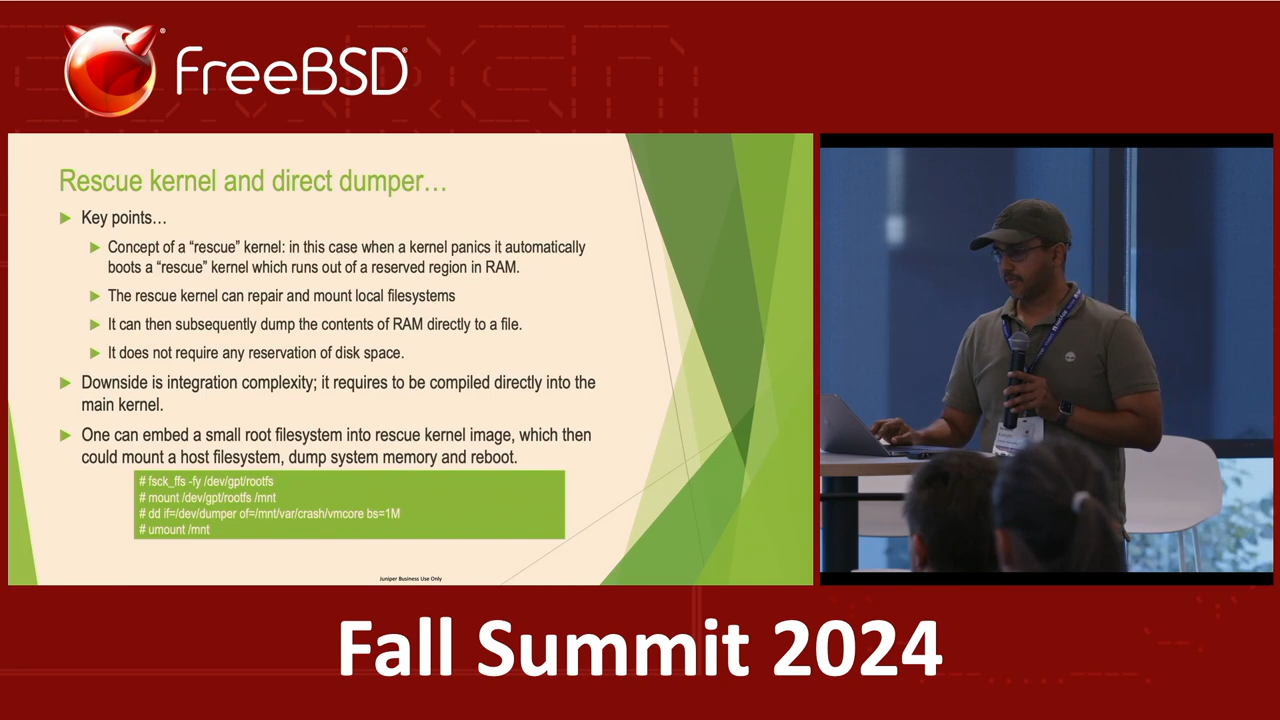 FreeBSD®
Rescue kernel and direct dumper…
Key points…
Concept of a “rescue” kernel: in this case when a kernel panics it automatically
boots a “rescue” kernel which runs out of a reserved region in RAM.
The rescue kernel can repair and mount local filesystems
It can then subsequently dump the contents of RAM directly to a file.
It does not require any reservation of disk space.
Downside is integration complexity; it requires to be compiled directly into the
main kernel.
One can embed a small root filesystem into rescue kernel image, which then
could mount a host filesystem, dump system memory and reboot.
# fsck_ffs -fy /dev/gpt/rootfs
# mount /dev/gpt/rootfs /mnt
# dd if=/dev/dumper of=/mnt/var/crash/vmcore bs=1M
# umount /mnt
Juniper Business Use Only
Fall Summit 2024